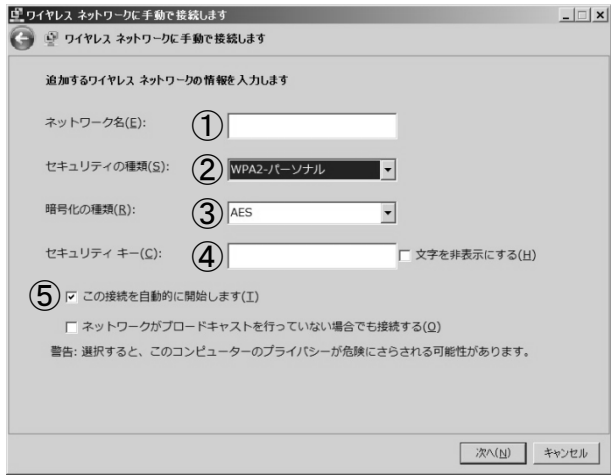 ワイヤレス ネットワークに手動で接続します
ワイヤレス ネットワークに手動で接続します
追加するワイヤレス ネットワークの情報を入力します
ネットワーク名(E): ①
セキュリティの種類(S): ② WPA2-パーソナル
暗号化の種類(R): ③ AES
セキュリティ キー(C): ④ 文字を非表示にする(H)
⑤ この接続を自動的に開始します(T)
ネットワークがブロードキャストを行っていない場合でも接続する(O)
警告: 選択すると、このコンピューターのプライバシーが危険にさらされる可能性があります。
次へ(N) キャンセル